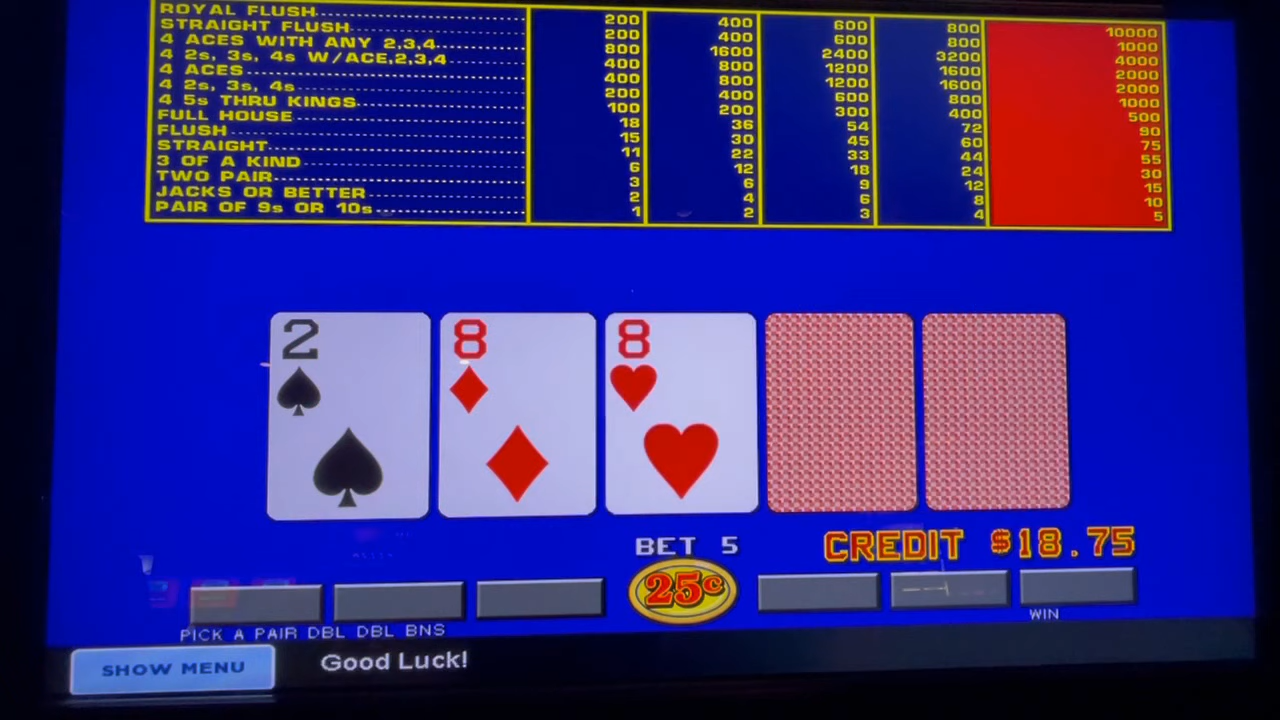 ROYAL FLUSH 200 400 600 800 10000
STRAIGHT FLUSH 200 400 600 800 1000
4 ACES WITH ANY 2,3,4 800 1600 2400 3200 4000
4 2s, 3s, 4s W/ACE,2,3,4 400 800 1200 1600 2000
4 ACES 400 800 1200 1600 2000
4 2s, 3s, 4s 200 400 600 800 1000
4 5s THRU KINGS 100 200 300 400 500
FULL HOUSE 18 36 54 72 90
FLUSH 15 30 45 60 75
STRAIGHT 11 22 33 44 55
3 OF A KIND 6 12 18 24 30
TWO PAIR 3 6 9 12 15
JACKS OR BETTER 2 4 6 8 10
PAIR OF 9s OR 10s 1 2 3 4 5
2 8 8
BET 5 CREDIT $18.75
25¢
WIN
PICK A PAIR DBL DBL BNS
SHOW MENU Good Luck!